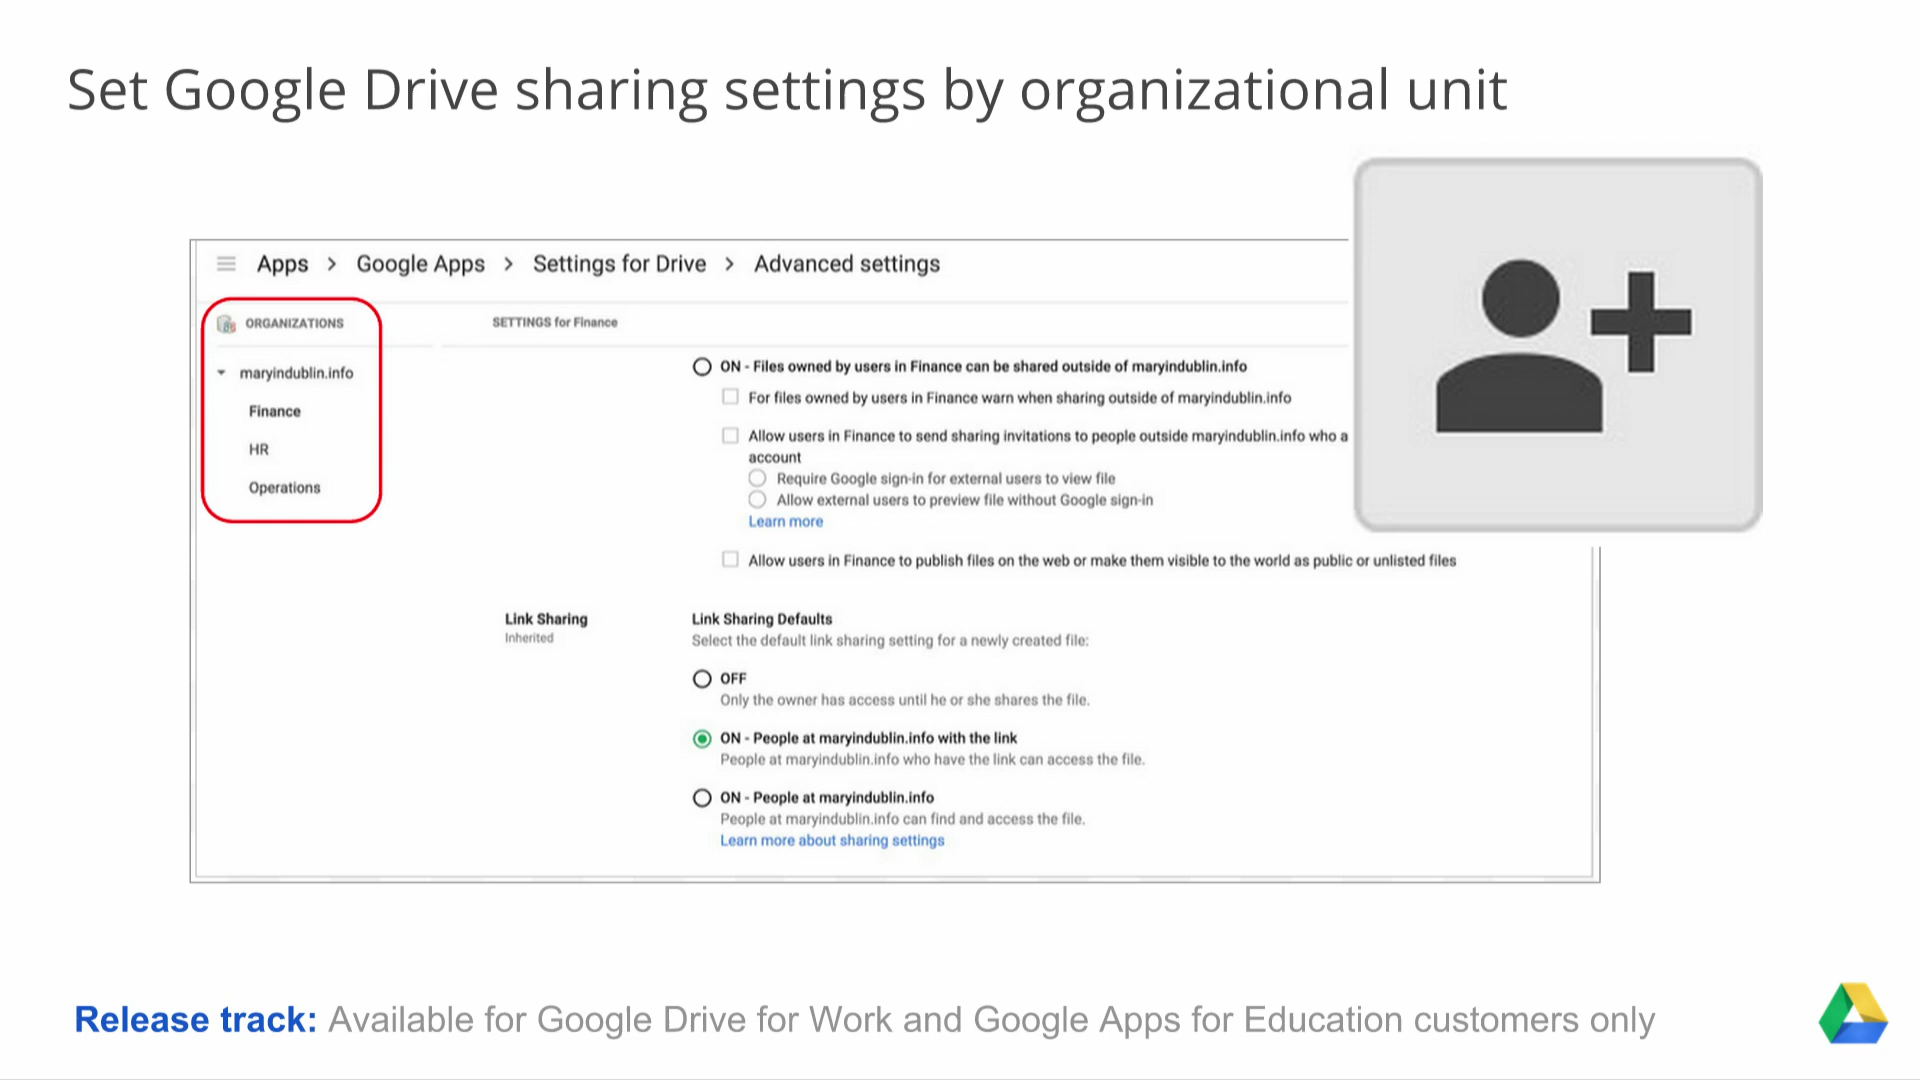 Set Google Drive sharing settings by organizational unit
Apps > Google Apps > Settings for Drive > Advanced settings
ORGANIZATIONS
maryindublin.info
Finance
HR
Operations
SETTINGS for Finance
ON - Files owned by users in Finance can be shared outside of maryindublin.info
For files owned by users in Finance warn when sharing outside of maryindublin.info
Allow users in Finance to send sharing invitations to people outside maryindublin.info who a
account
Require Google sign-in for external users to view file
Allow external users to preview file without Google sign-in
Learn more
Allow users in Finance to publish files on the web or make them visible to the world as public or unlisted files
Link Sharing
Inherited
Link Sharing Defaults
Select the default link sharing setting for a newly created file:
OFF
Only the owner has access until he or she shares the file.
ON - People at maryindublin.info with the link
People at maryindublin.info who have the link can access the file.
ON - People at maryindublin.info
People at maryindublin.info can find and access the file.
Learn more about sharing settings
Release track: Available for Google Drive for Work and Google Apps for Education customers only